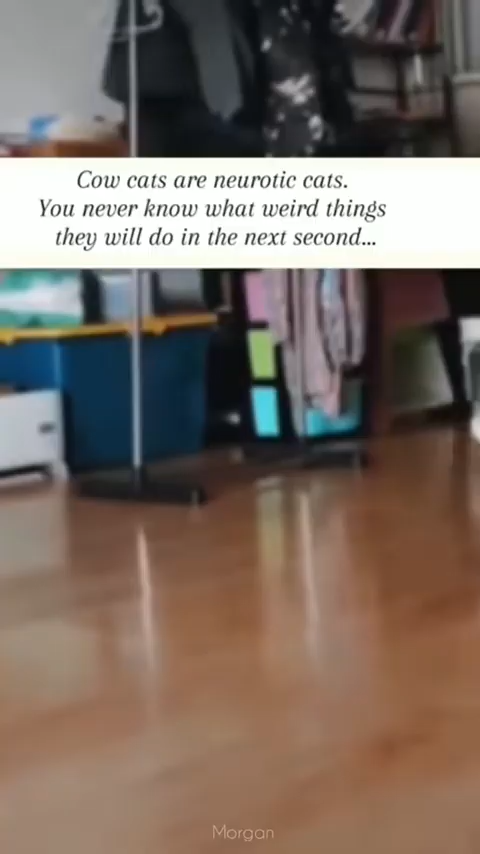 Cow cats are neurotic cats.
You never know what weird things
they will do in the next second...
Morgan